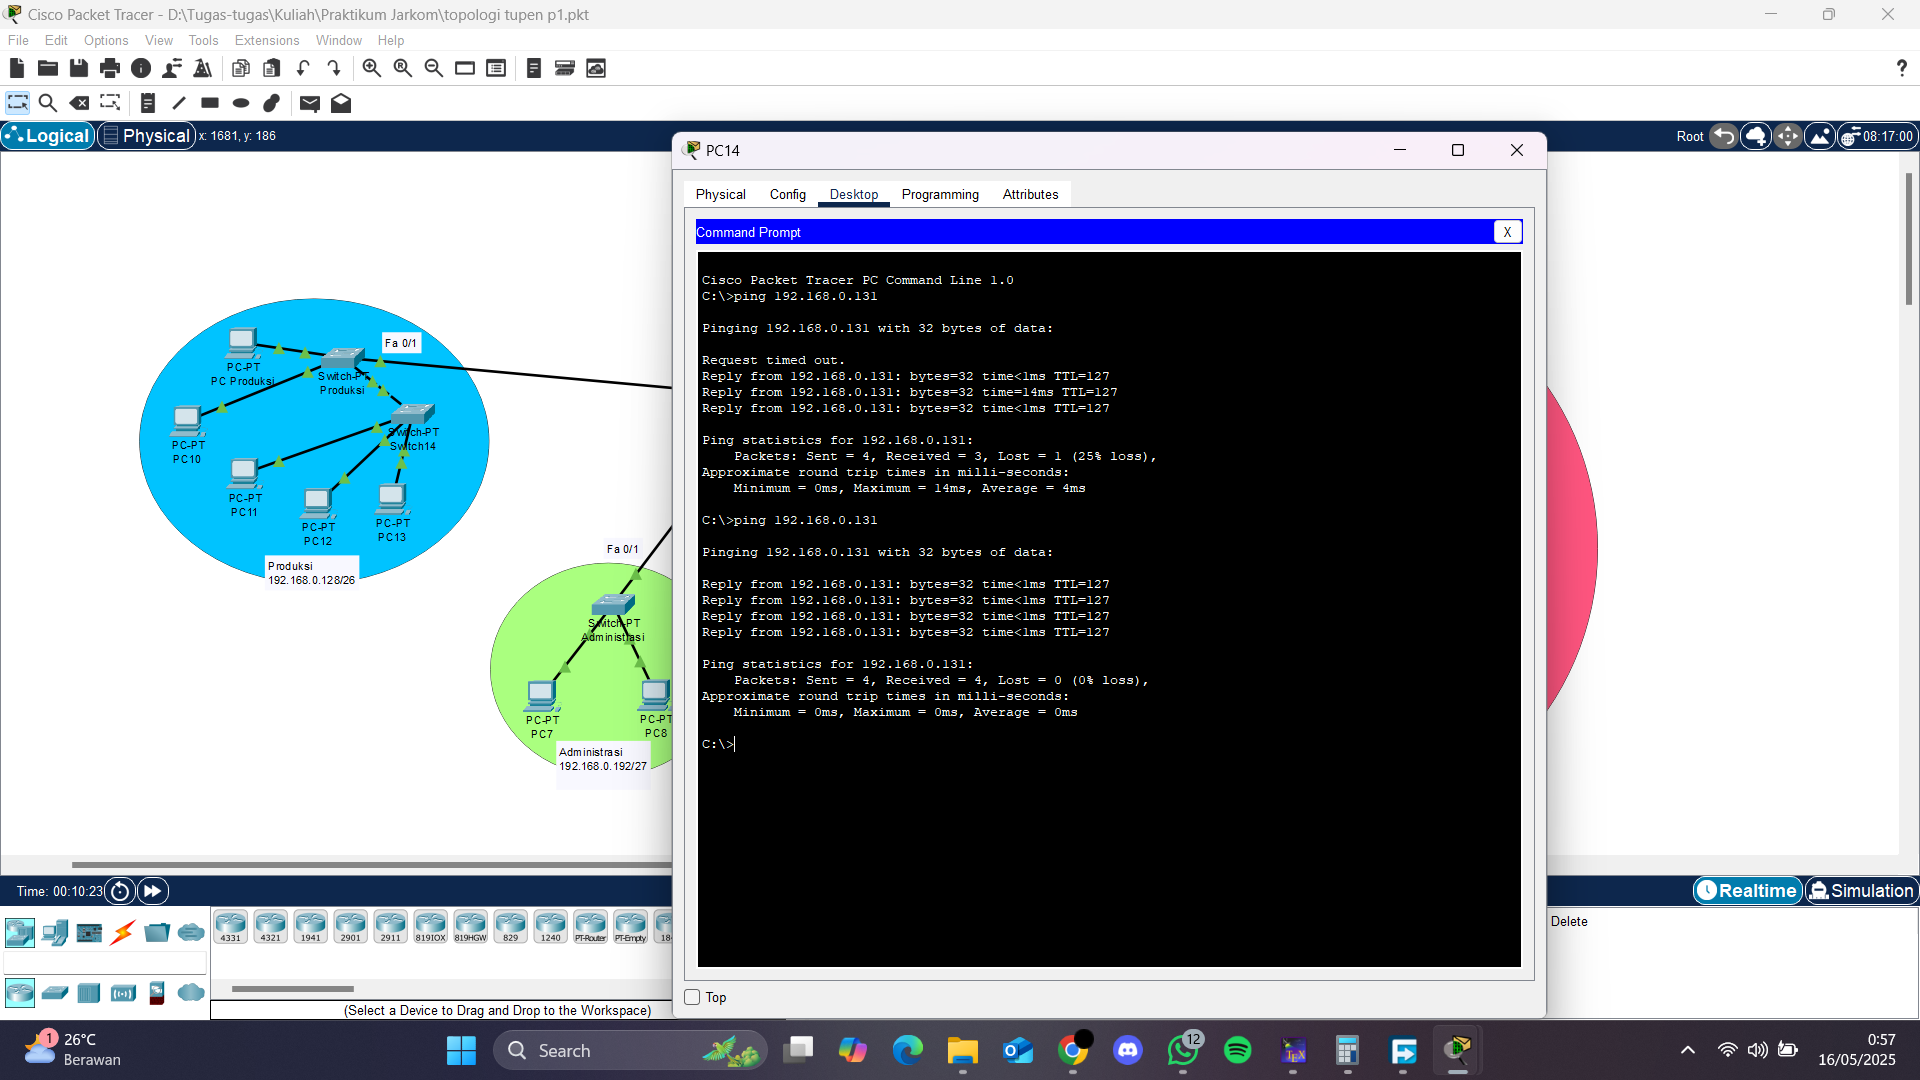 Cisco Packet Tracer - D:\Tugas-tugas\Kuliah\Praktikum Jarkom\topologi tupen p1.pkt
File Edit Options View Tools Extensions Window Help
?
Logical Physical x: 1681, y: 186
Root 08:17:00
PC14
Physical Config Desktop Programming Attributes
Command Prompt
X
Cisco Packet Tracer PC Command Line 1.0
C:\>ping 192.168.0.131
Pinging 192.168.0.131 with 32 bytes of data:
Request timed out.
Reply from 192.168.0.131: bytes=32 time<1ms TTL=127
Reply from 192.168.0.131: bytes=32 time=14ms TTL=127
Reply from 192.168.0.131: bytes=32 time<1ms TTL=127
Ping statistics for 192.168.0.131:
Packets: Sent = 4, Received = 3, Lost = 1 (25% loss),
Approximate round trip times in milli-seconds:
Minimum = 0ms, Maximum = 14ms, Average = 4ms
C:\>ping 192.168.0.131
Pinging 192.168.0.131 with 32 bytes of data:
Reply from 192.168.0.131: bytes=32 time<1ms TTL=127
Reply from 192.168.0.131: bytes=32 time<1ms TTL=127
Reply from 192.168.0.131: bytes=32 time<1ms TTL=127
Reply from 192.168.0.131: bytes=32 time<1ms TTL=127
Ping statistics for 192.168.0.131:
Packets: Sent = 4, Received = 4, Lost = 0 (0% loss),
Approximate round trip times in milli-seconds:
Minimum = 0ms, Maximum = 0ms, Average = 0ms
C:\>
Top
Fa 0/1
PC-PT
PC Produksi
Switch-PT
Produksi
PC-PT
PC10
Switch-PT
Switch14
PC-PT
PC11
PC-PT
PC12
PC-PT
PC13
Produksi
192.168.0.128/26
Fa 0/1
Switch-PT
Administrasi
PC-PT
PC7
PC-PT
PC8
Administrasi
192.168.0.192/27
Time: 00:10:23
Realtime Simulation
4331 4321 1941 2901 2911 819IOX 819HGW 829 1240 PT-Router PT-Empty 18
Delete
(Select a Device to Drag and Drop to the Workspace)
1
26°C
Berawan
Search
12
TEX
0:57
16/05/2025